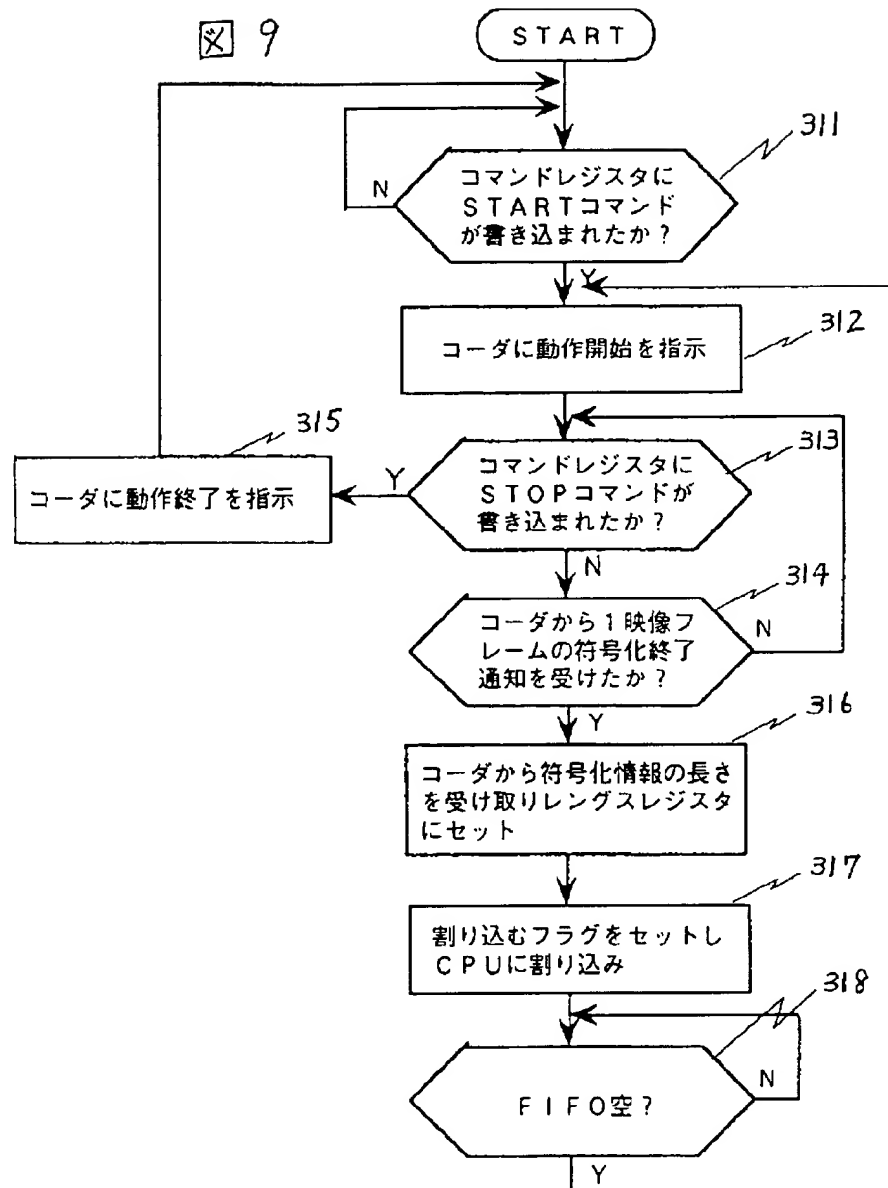 図 9
START
311
コマンドレジスタに
STARTコマンド
が書き込まれたか？
N
Y
312
コーダに動作開始を指示
315
コーダに動作終了を指示
Y
313
コマンドレジスタに
STOPコマンドが
書き込まれたか？
N
314
コーダから1映像フ
レームの符号化終了
通知を受けたか？
N
Y
316
コーダから符号化情報の長さ
を受け取りレングスレジスタ
にセット
317
割り込むフラグをセットし
CPUに割り込み
318
FIFO空？
N
Y